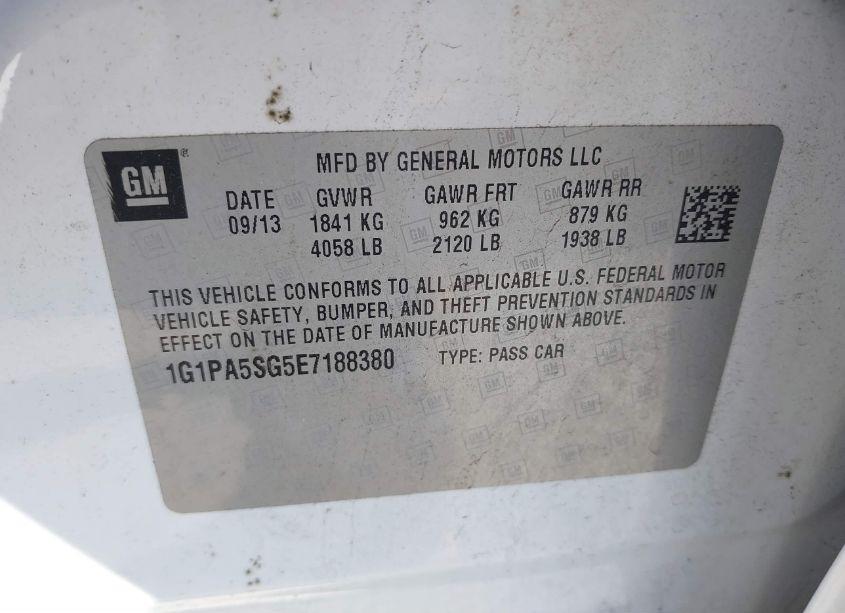 GM
MFD BY GENERAL MOTORS LLC
DATE GVWR GAWR FRT GAWR RR
09/13 1841 KG 962 KG 879 KG
4058 LB 2120 LB 1938 LB
THIS VEHICLE CONFORMS TO ALL APPLICABLE U.S. FEDERAL MOTOR
VEHICLE SAFETY, BUMPER, AND THEFT PREVENTION STANDARDS IN
EFFECT ON THE DATE OF MANUFACTURE SHOWN ABOVE.
1G1PA5SG5E7188380 TYPE: PASS CAR